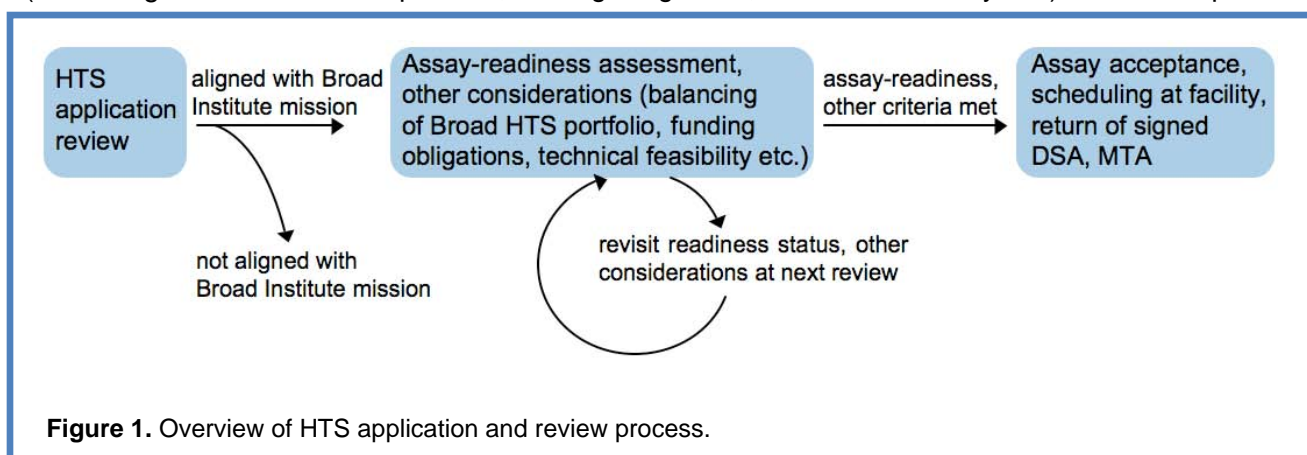 HTS
application
review
aligned with Broad
Institute mission
not aligned with
Broad Institute mission
Assay-readiness assessment,
other considerations (balancing
of Broad HTS portfolio, funding
obligations, technical feasibility etc.)
revisit readiness status, other
considerations at next review
assay-readiness,
other criteria met
Assay acceptance,
scheduling at facility,
return of signed
DSA, MTA
Figure 1. Overview of HTS application and review process.